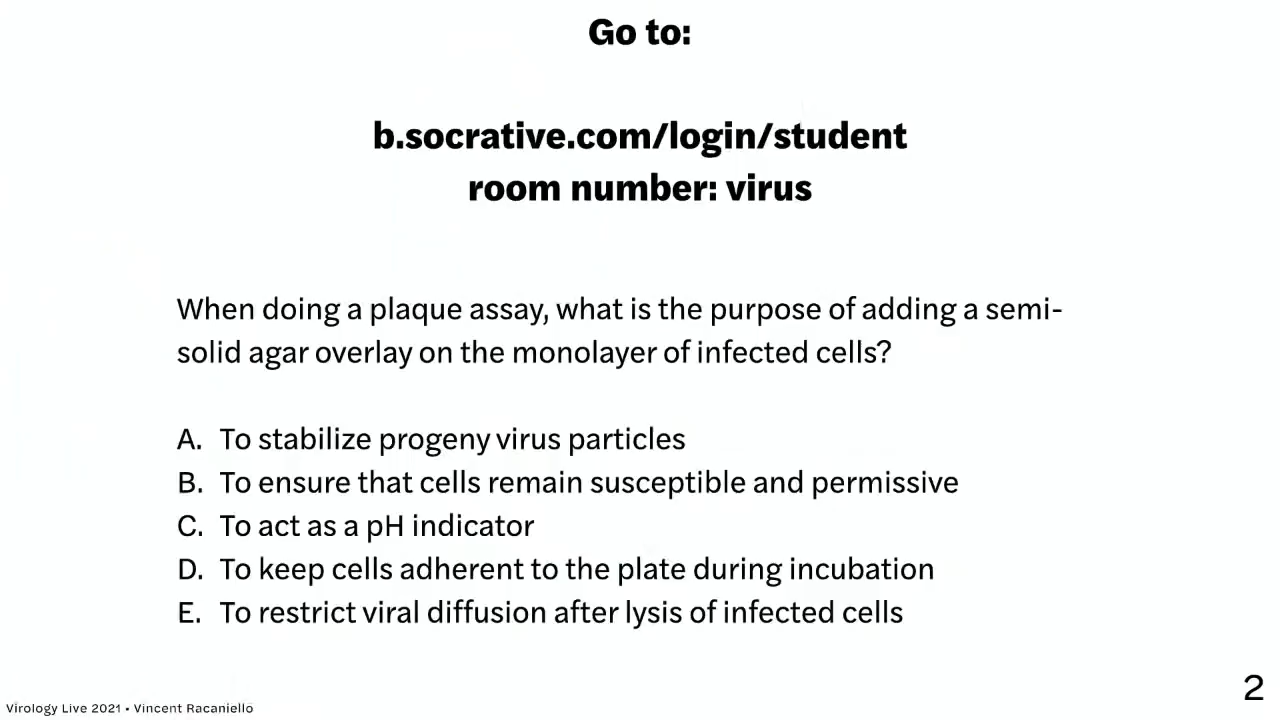 Go to:
b.socrative.com/login/student
room number: virus
When doing a plaque assay, what is the purpose of adding a semi-
solid agar overlay on the monolayer of infected cells?
A. To stabilize progeny virus particles
B. To ensure that cells remain susceptible and permissive
C. To act as a pH indicator
D. To keep cells adherent to the plate during incubation
E. To restrict viral diffusion after lysis of infected cells
2
Virology Live 2021 • Vincent Racaniello